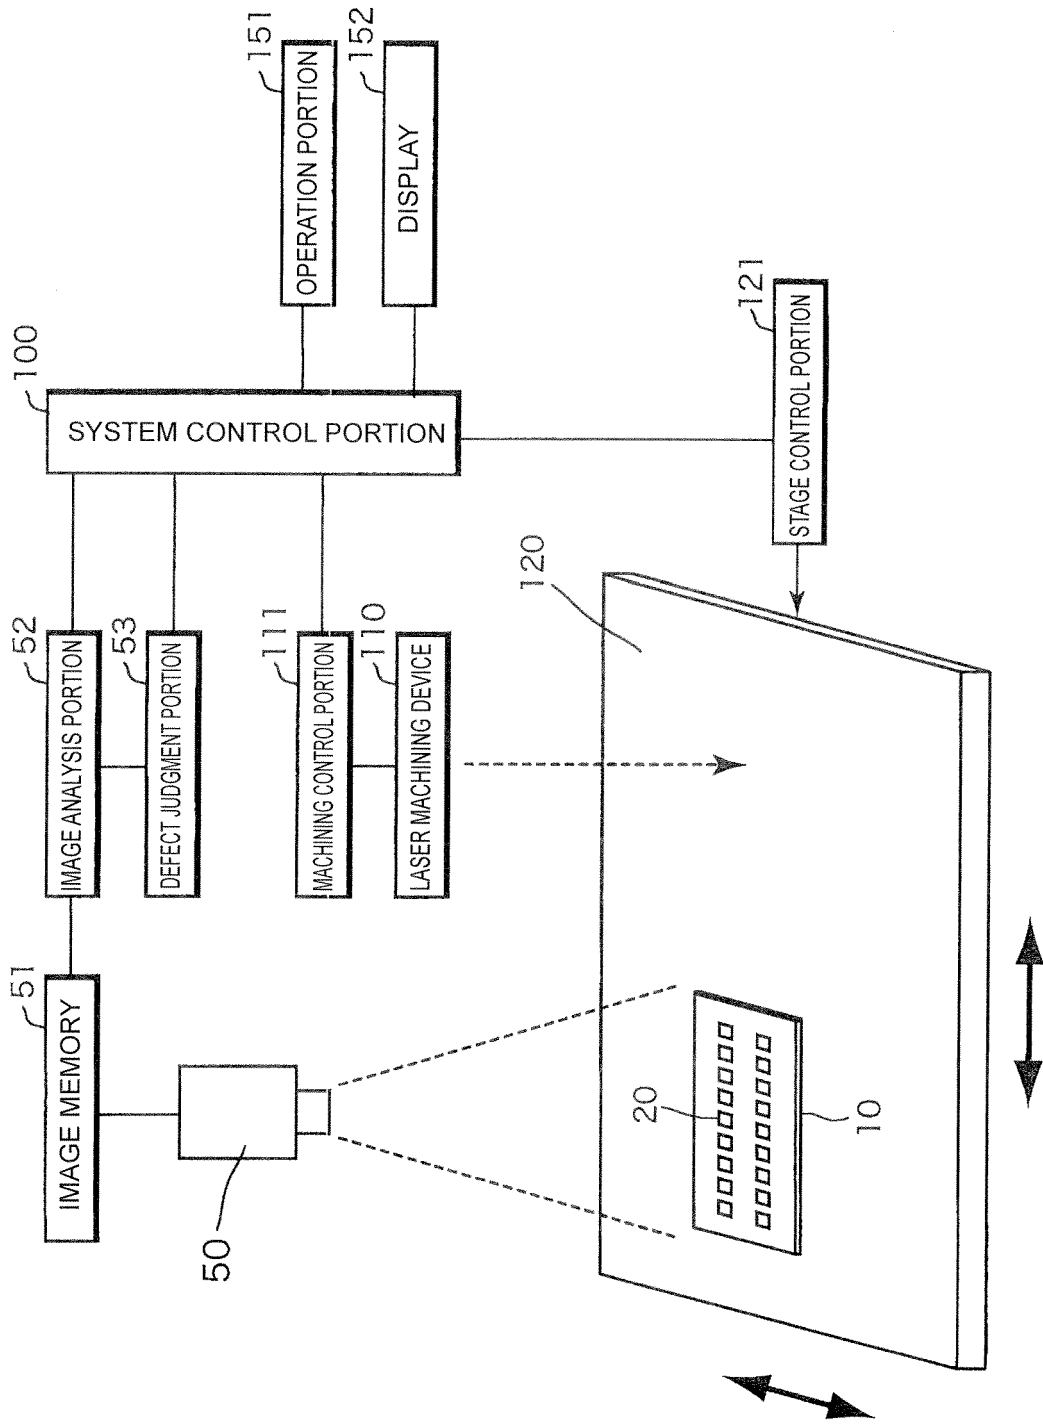 51
IMAGE MEMORY
52
IMAGE ANALYSIS PORTION
53
DEFECT JUDGMENT PORTION
100
SYSTEM CONTROL PORTION
151
OPERATION PORTION
152
DISPLAY
111
MACHINING CONTROL PORTION
110
LASER MACHINING DEVICE
50
120
121
STAGE CONTROL PORTION
20
10